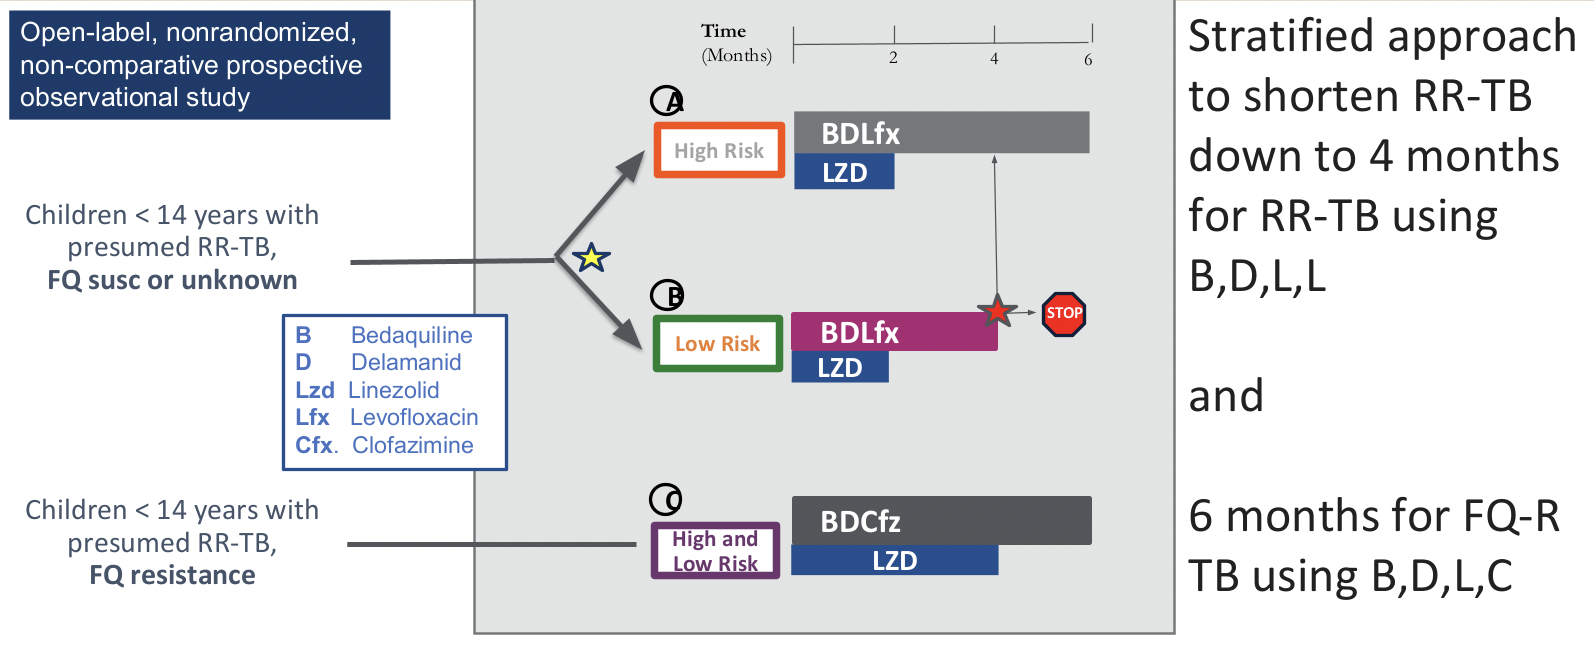 Open-label, nonrandomized,
non-comparative prospective
observational study
Time
(Months)
2
4
6
Children < 14 years with
presumed RR-TB,
FQ susc or unknown
A
High Risk
BDLfx
LZD
B
Low Risk
BDLfx
LZD
STOP
B Bedaquiline
D Delamanid
Lzd Linezolid
Lfx Levofloxacin
Cfx. Clofazimine
Children < 14 years with
presumed RR-TB,
FQ resistance
C
High and
Low Risk
BDCfz
LZD
Stratified approach
to shorten RR-TB
down to 4 months
for RR-TB using
B,D,L,L
and
6 months for FQ-R
TB using B,D,L,C